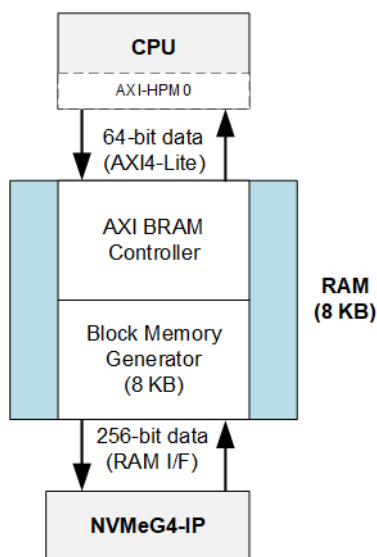 CPU
AXI-HPM0
64-bit data
(AXI4-Lite)
AXI BRAM
Controller
RAM
(8 KB)
Block Memory
Generator
(8 KB)
256-bit data
(RAM I/F)
NVMeG4-IP